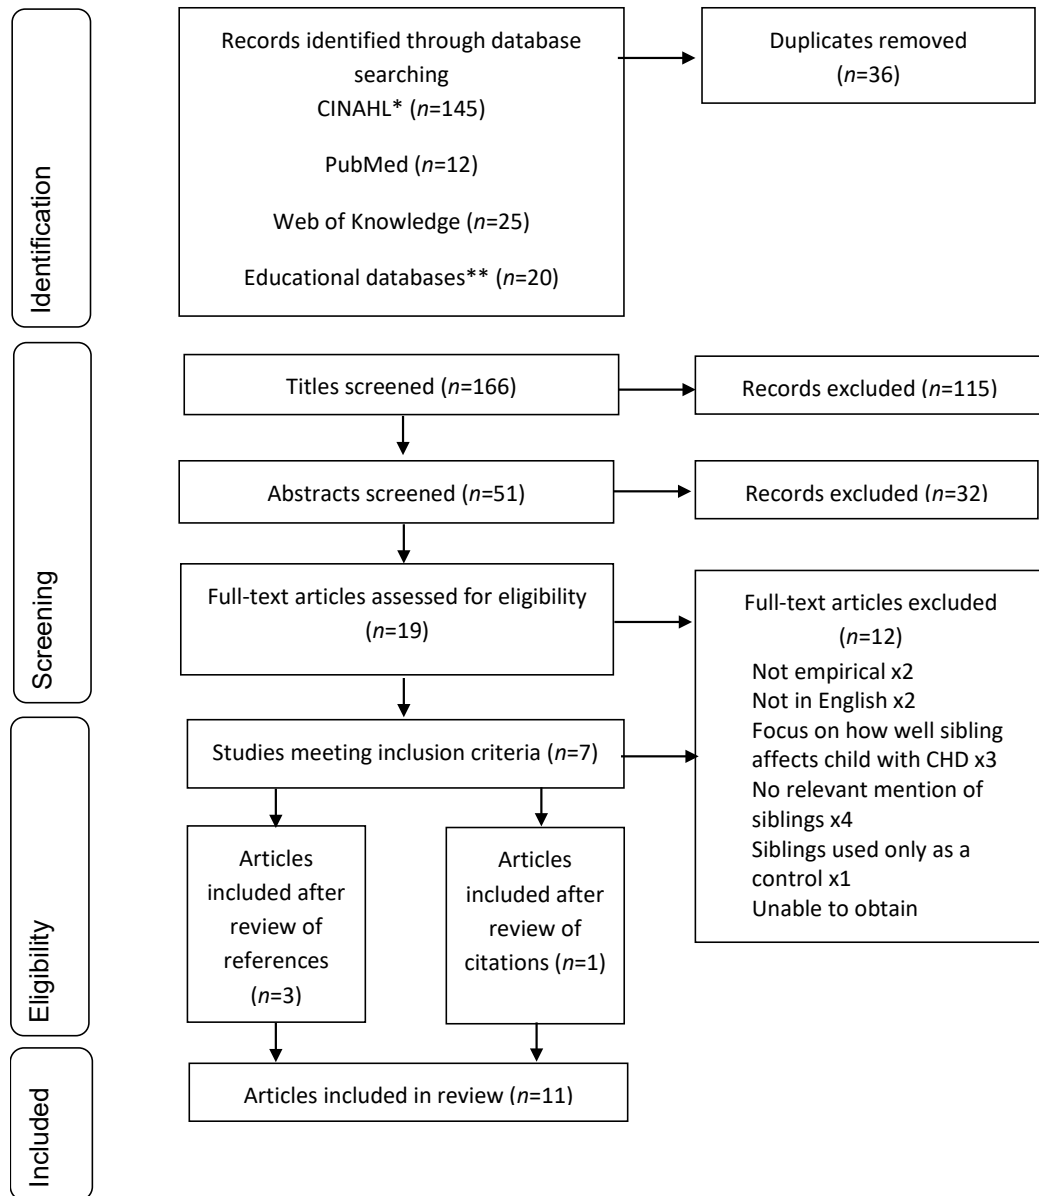 Identification
Records identified through database
searching
CINAHL* (n=145)
PubMed (n=12)
Web of Knowledge (n=25)
Educational databases** (n=20)
Duplicates removed
(n=36)
Screening
Titles screened (n=166)
Records excluded (n=115)
Abstracts screened (n=51)
Records excluded (n=32)
Full-text articles assessed for eligibility
(n=19)
Full-text articles excluded
(n=12)
Not empirical x2
Not in English x2
Focus on how well sibling
affects child with CHD x3
No relevant mention of
siblings x4
Siblings used only as a
control x1
Unable to obtain
Eligibility
Studies meeting inclusion criteria (n=7)
Articles
included after
review of
references
(n=3)
Articles
included after
review of
citations (n=1)
Included
Articles included in review (n=11)